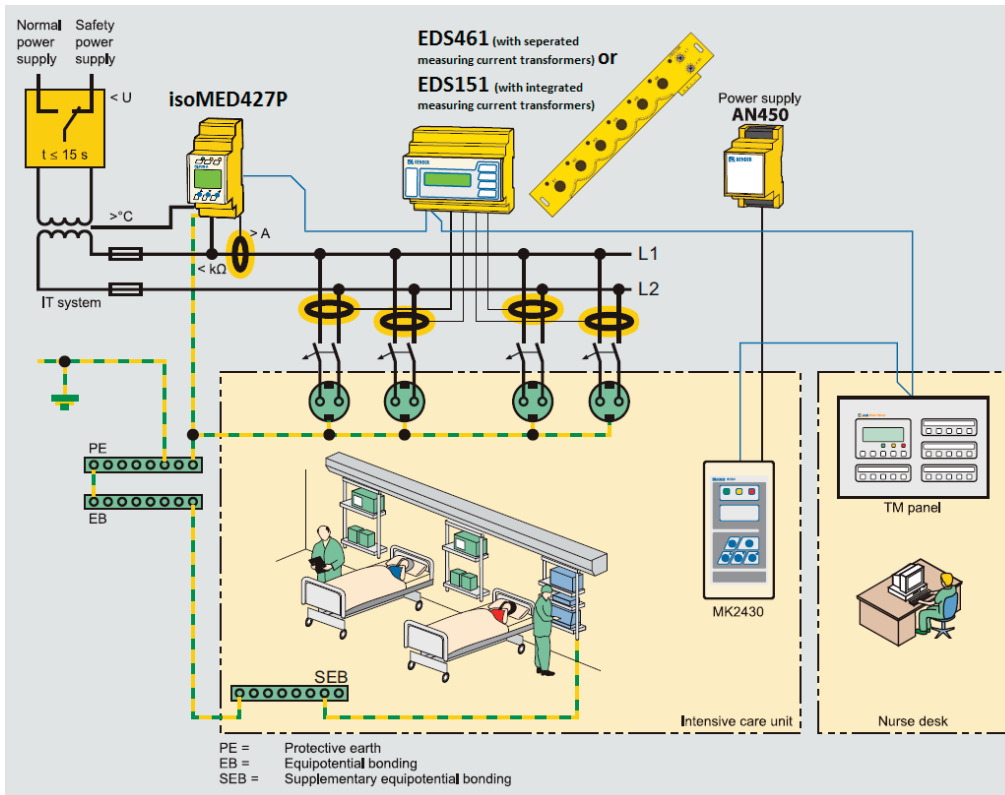 Normal
power
supply
Safety
power
supply
< U
t ≤ 15 s
isoMED427P
EDS461 (with seperated
measuring current transformers) or
EDS151 (with integrated
measuring current transformers)
Power supply
AN450
BENDER
>°C
> A
< kΩ
L1
L2
IT system
PE
EB
SEB
MK2430
TM panel
Intensive care unit
Nurse desk
PE = Protective earth
EB = Equipotential bonding
SEB = Supplementary equipotential bonding